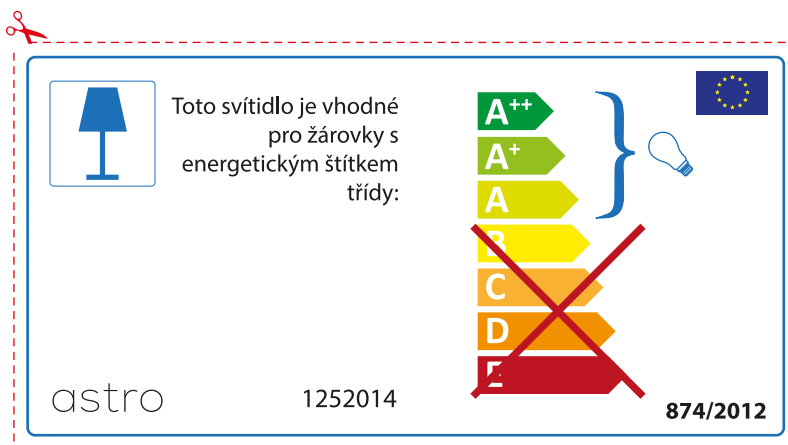 Toto svítidlo je vhodné
pro žárovky s
energetickým štítkem
třídy:
A++
A+
A
B
C
D
E
astro
1252014
874/2012